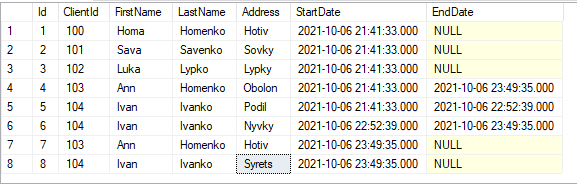 Id ClientId FirstName LastName Address StartDate EndDate
1 1 100 Homa Homenko Hotiv 2021-10-06 21:41:33.000 NULL
2 2 101 Sava Savenko Sovky 2021-10-06 21:41:33.000 NULL
3 3 102 Luka Lypko Lypky 2021-10-06 21:41:33.000 NULL
4 4 103 Ann Homenko Obolon 2021-10-06 21:41:33.000 2021-10-06 23:49:35.000
5 5 104 Ivan Ivanko Podil 2021-10-06 21:41:33.000 2021-10-06 22:52:39.000
6 6 104 Ivan Ivanko Nyvky 2021-10-06 22:52:39.000 2021-10-06 23:49:35.000
7 7 103 Ann Homenko Hotiv 2021-10-06 23:49:35.000 NULL
8 8 104 Ivan Ivanko Syrets 2021-10-06 23:49:35.000 NULL